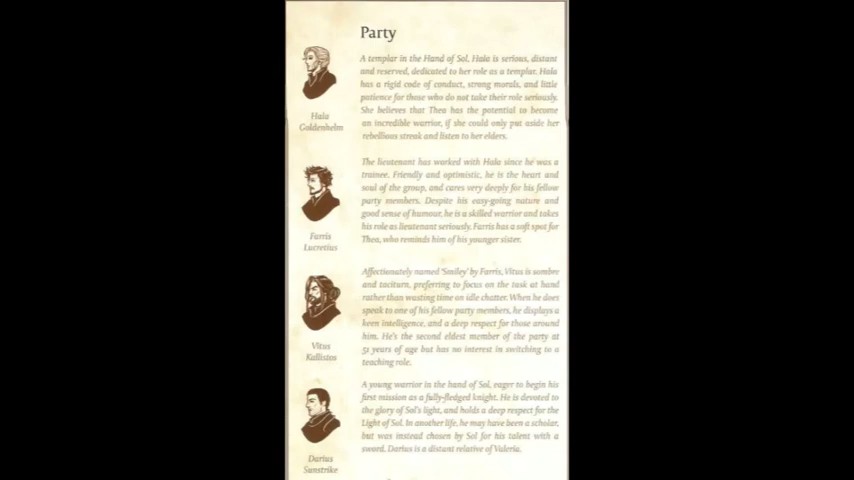 Party
A templar in the Hand of Sol, Hala is serious, distant
and reserved, dedicated to her role as a templar. Hala
has a rigid code of conduct, strong morals, and little
patience for those who do not take their role seriously.
She believes that Thea has the potential to become
an incredible warrior, if she could only put aside her
rebellious streak and listen to her elders.
Hala
Goldenhelm
The lieutenant has worked with Hala since he was a
trainee. Friendly and optimistic, he is the heart and
soul of the group, and cares very deeply for his fellow
party members. Despite his easy-going nature and
good sense of humour, he is a skilled warrior and takes
his role as lieutenant seriously. Farris has a soft spot for
Thea, who reminds him of his younger sister.
Farris
Lucretius
Affectionately named 'Smiley' by Farris, Vitus is sombre
and taciturn, preferring to focus on the task at hand
rather than wasting time on idle chatter. When he does
speak to one of his fellow party members, he displays a
keen intelligence, and a deep respect for those around
him. He's the second eldest member of the party at
51 years of age but has no interest in switching to a
teaching role.
Vitus
Kallistos
A young warrior in the hand of Sol, eager to begin his
first mission as a fully-fledged knight. He is devoted to
the glory of Sol's light, and holds a deep respect for the
Light of Sol. In another life, he may have been a scholar,
but was instead chosen by Sol for his talent with a
sword. Darius is a distant relative of Valeria.
Darius
Sunstrike